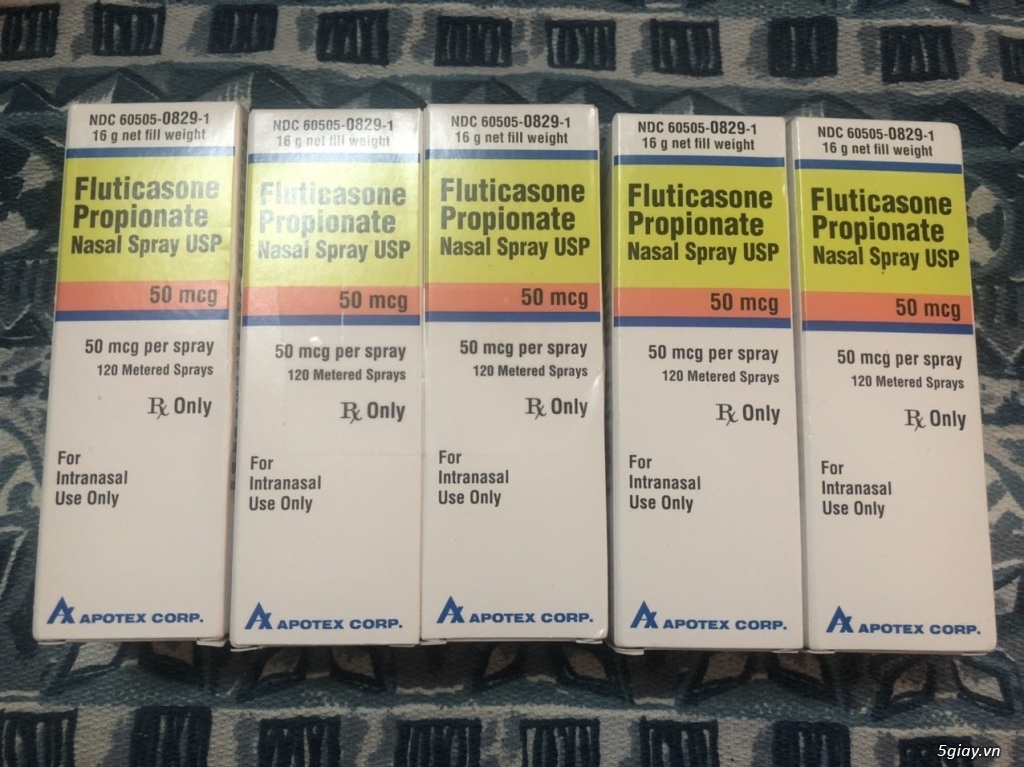 NDC 60505-0829-1
16 g net fill weight
Fluticasone
Propionate
Nasal Spray USP
50 mcg
50 mcg per spray
120 Metered Sprays
Rx Only
For
Intranasal
Use Only
APOTEX CORP.
NDC 60505-0829-1
16 g net fill weight
Fluticasone
Propionate
Nasal Spray USP
50 mcg
50 mcg per spray
120 Metered Sprays
Rx Only
For
Intranasal
Use Only
APOTEX CORP.
NDC 60505-0829-1
16 g net fill weight
Fluticasone
Propionate
Nasal Spray USP
50 mcg
50 mcg per spray
120 Metered Sprays
Rx Only
For
Intranasal
Use Only
APOTEX CORP.
NDC 60505-0829-1
16 g net fill weight
Fluticasone
Propionate
Nasal Spray USP
50 mcg
50 mcg per spray
120 Metered Sprays
Rx Only
For
Intranasal
Use Only
APOTEX CORP.
NDC 60505-0829-1
16 g net fill weight
Fluticasone
Propionate
Nasal Spray USP
50 mcg
50 mcg per spray
120 Metered Sprays
Rx Only
For
Intranasal
Use Only
APOTEX CORP.
5giay.vn